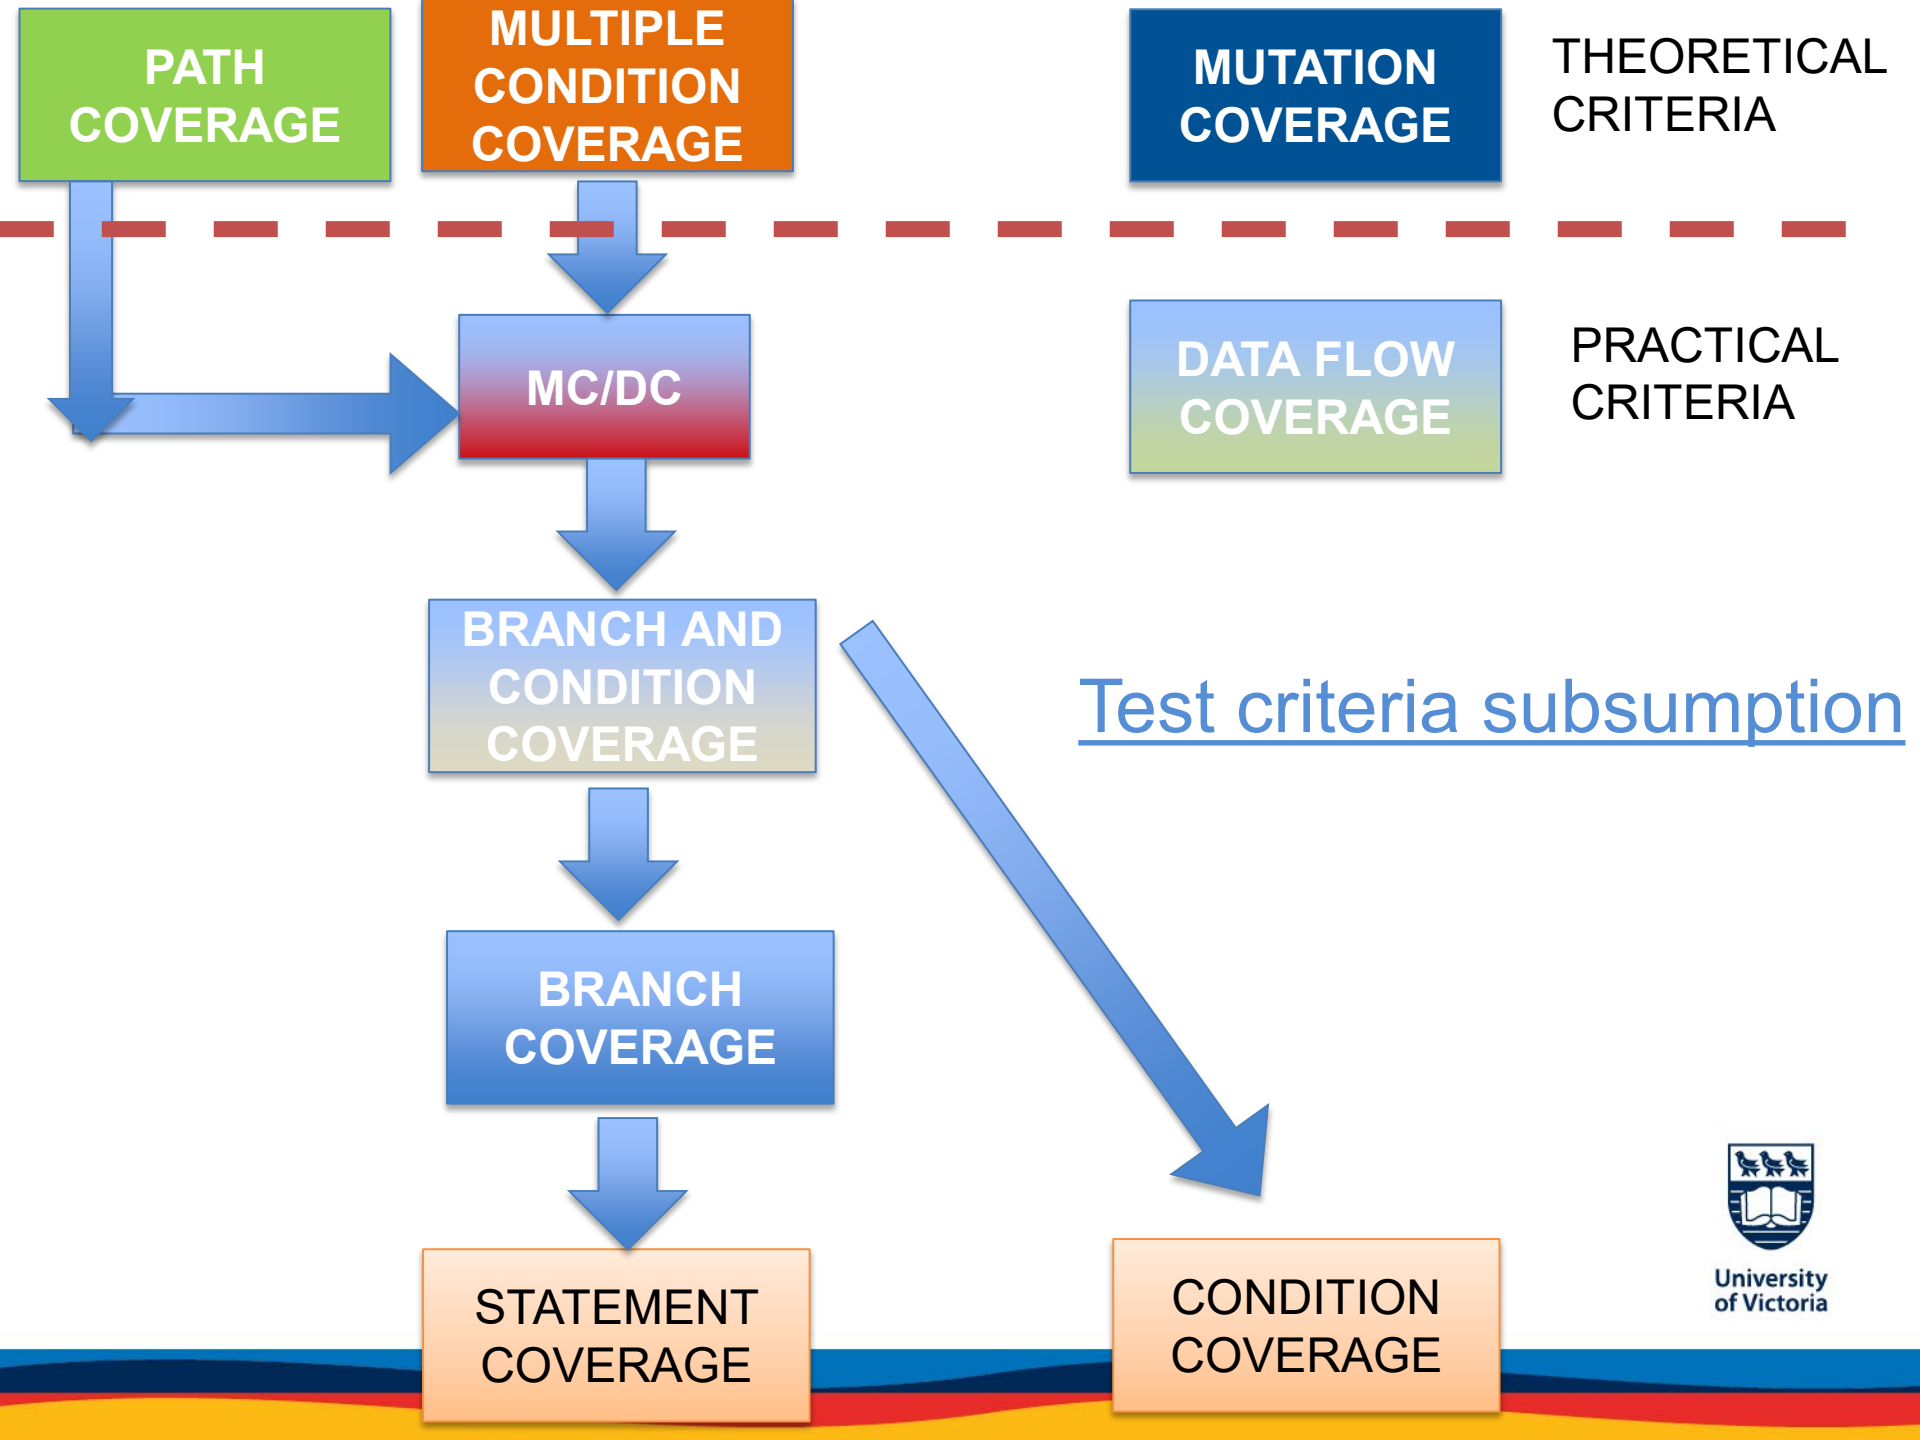 PATH
COVERAGE
MULTIPLE
CONDITION
COVERAGE
MUTATION
COVERAGE
THEORETICAL
CRITERIA
MC/DC
DATA FLOW
COVERAGE
PRACTICAL
CRITERIA
BRANCH AND
CONDITION
COVERAGE
Test criteria subsumption
BRANCH
COVERAGE
STATEMENT
COVERAGE
CONDITION
COVERAGE
University
of Victoria